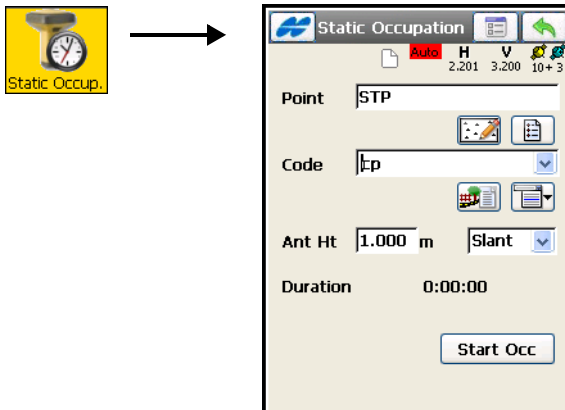 Static Occup.
Static Occupation
Auto H V
2.201 3.200 10+3
Point STP
Code tp
Ant Ht 1.000 m Slant
Duration 0:00:00
Start Occ